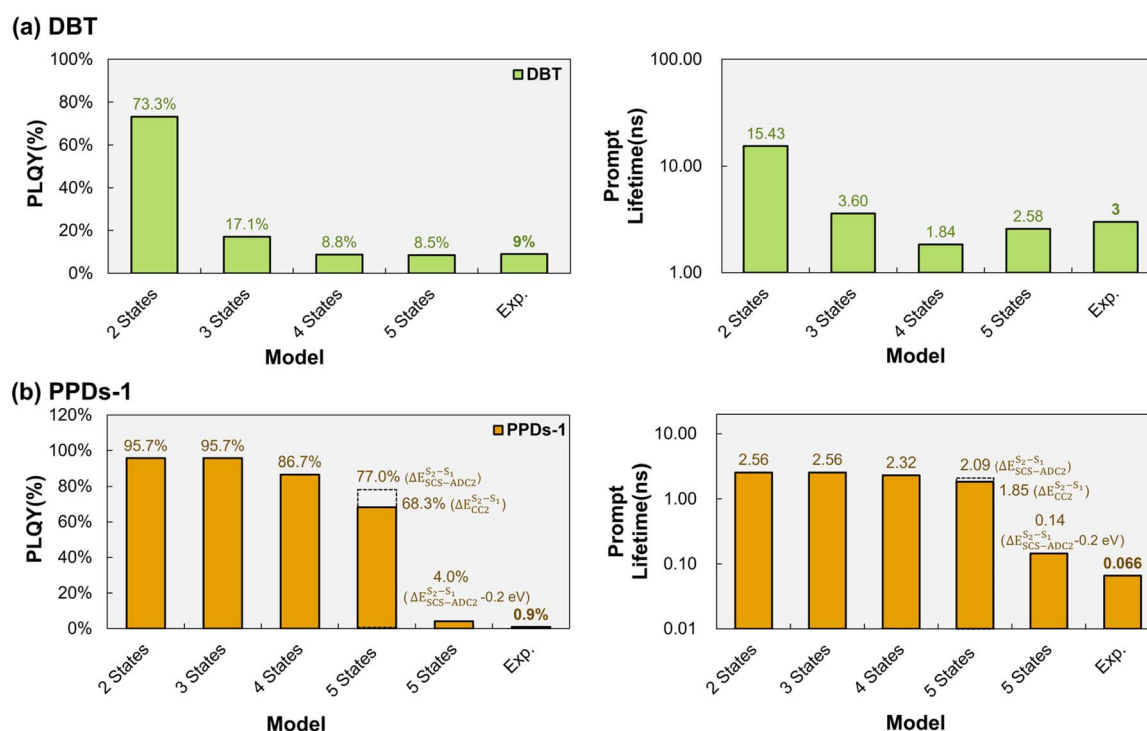 (a) DBT
100%
80%
60%
40%
20%
0%
PLQY(%)
DBT
73.3%
17.1%
8.8%
8.5%
9%
2 States
3 States
4 States
5 States
Exp.
Model
100.00
10.00
1.00
Prompt
Lifetime(ns)
15.43
3.60
1.84
2.58
3
2 States
3 States
4 States
5 States
Exp.
Model
(b) PPDs-1
120%
100%
80%
60%
40%
20%
0%
PLQY(%)
PPDs-1
95.7%
95.7%
86.7%
77.0% (ΔE^{S₂−S₁}_{SCS−ADC2})
68.3% (ΔE^{S₂−S₁}_{CC2})
4.0%
(ΔE^{S₂−S₁}_{SCS−ADC2} -0.2 eV)
0.9%
2 States
3 States
4 States
5 States
5 States
Exp.
Model
10.00
1.00
0.10
0.01
Prompt
Lifetime(ns)
2.56
2.56
2.32
2.09 (ΔE^{S₂−S₁}_{SCS−ADC2})
1.85 (ΔE^{S₂−S₁}_{CC2})
0.14
(ΔE^{S₂−S₁}_{SCS−ADC2}-0.2 eV)
0.066
2 States
3 States
4 States
5 States
5 States
Exp.
Model